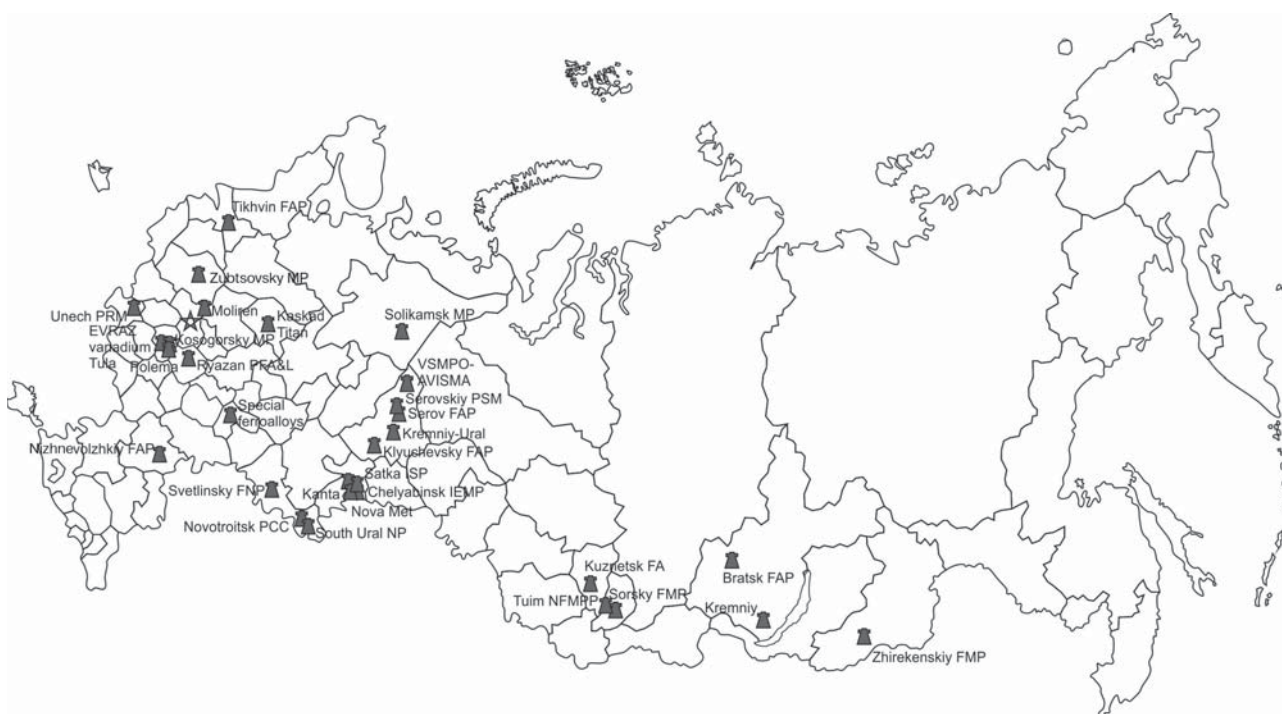 Tikhvin FAP
Zubtsovsky MP
Unech PRM
Moliren
Kaskad
Titan
Solikamsk MP
EVRAZ
vanadium
Tula
Kosogorsky MP
Polema
Ryazan PFA&L
VSMPO-
AVISMA
Serovskiy PSM
Serov FAP
Special
ferroalloys
Kremniy-Ural
Klyuchevsky FAP
Nizhnevolzhkiy FAP
Satka ISP
Svetlinsky FNP
Kanta
Chelyabinsk IEMP
Nova Met
Novotroitsk PCC
South Ural NP
Kuznetsk FA
Bratsk FAP
Tuim NFMPP
Sorsky FMP
Kremniy
Zhirekenskiy FMP